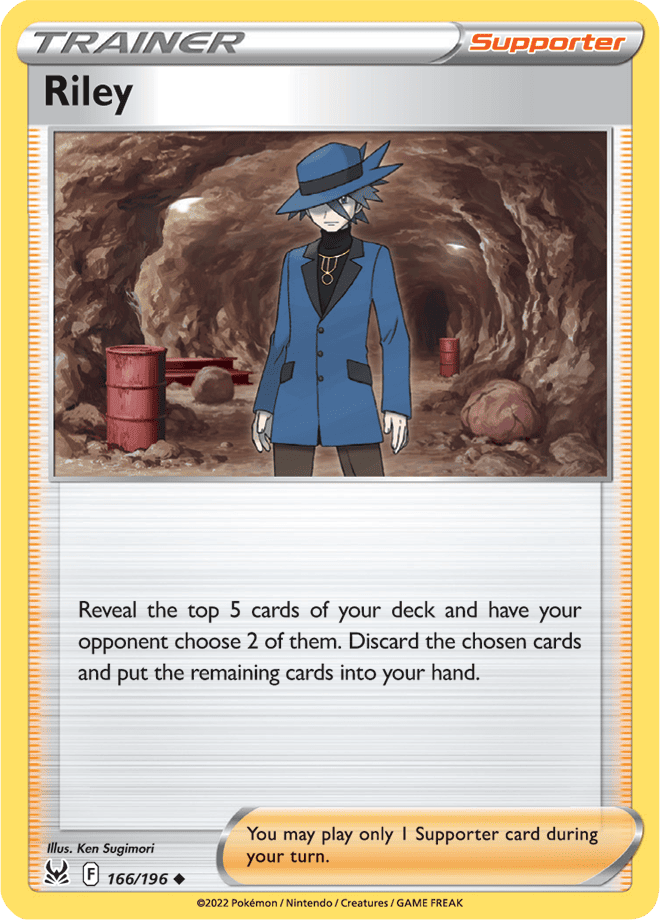 TRAINER
Supporter
Riley
Reveal the top 5 cards of your deck and have your
opponent choose 2 of them. Discard the chosen cards
and put the remaining cards into your hand.
Illus. Ken Sugimori
You may play only 1 Supporter card during
your turn.
F 166/196
©2022 Pokémon / Nintendo / Creatures / GAME FREAK